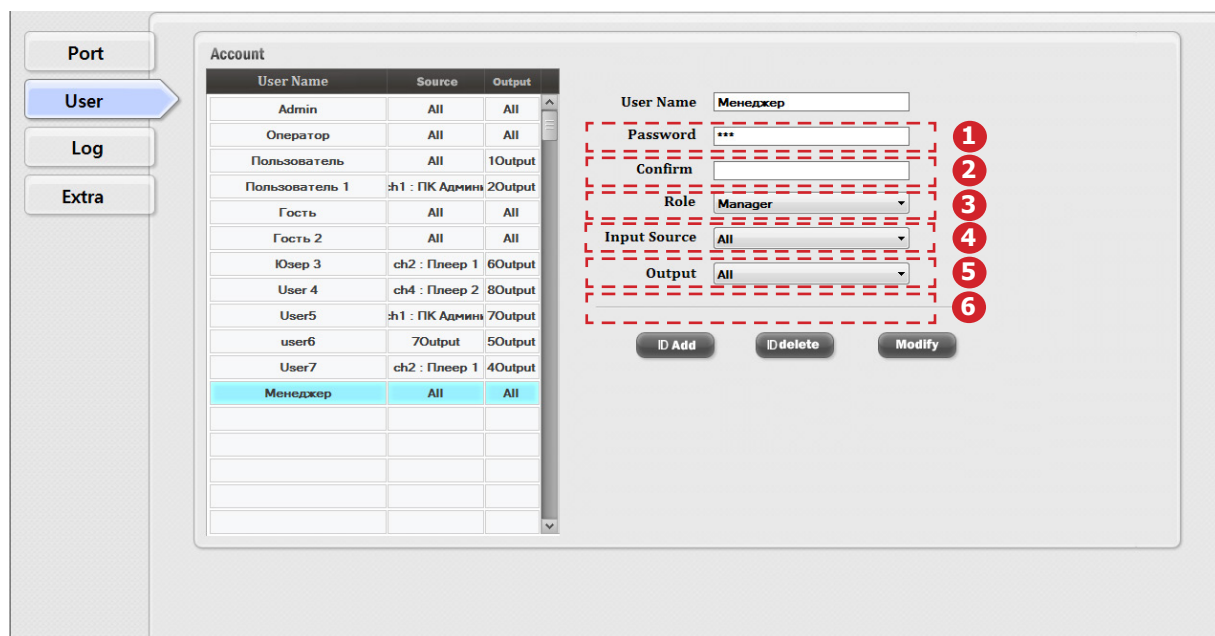 Port
User
Log
Extra
Account
User Name Source Output
Admin All All
Оператор All All
Пользователь All 1Output
Пользователь 1 :h1 : ПК Админи 2Output
Гость All All
Гость 2 All All
Юзер 3 ch2 : Плеер 1 6Output
User 4 ch4 : Плеер 2 8Output
User5 :h1 : ПК Админи 7Output
user6 7Output 5Output
User7 ch2 : Плеер 1 4Output
Менеджер All All
User Name Менеджер
Password *** 1
Confirm 2
Role Manager 3
Input Source All 4
Output All 5
6
ID Add ID delete Modify